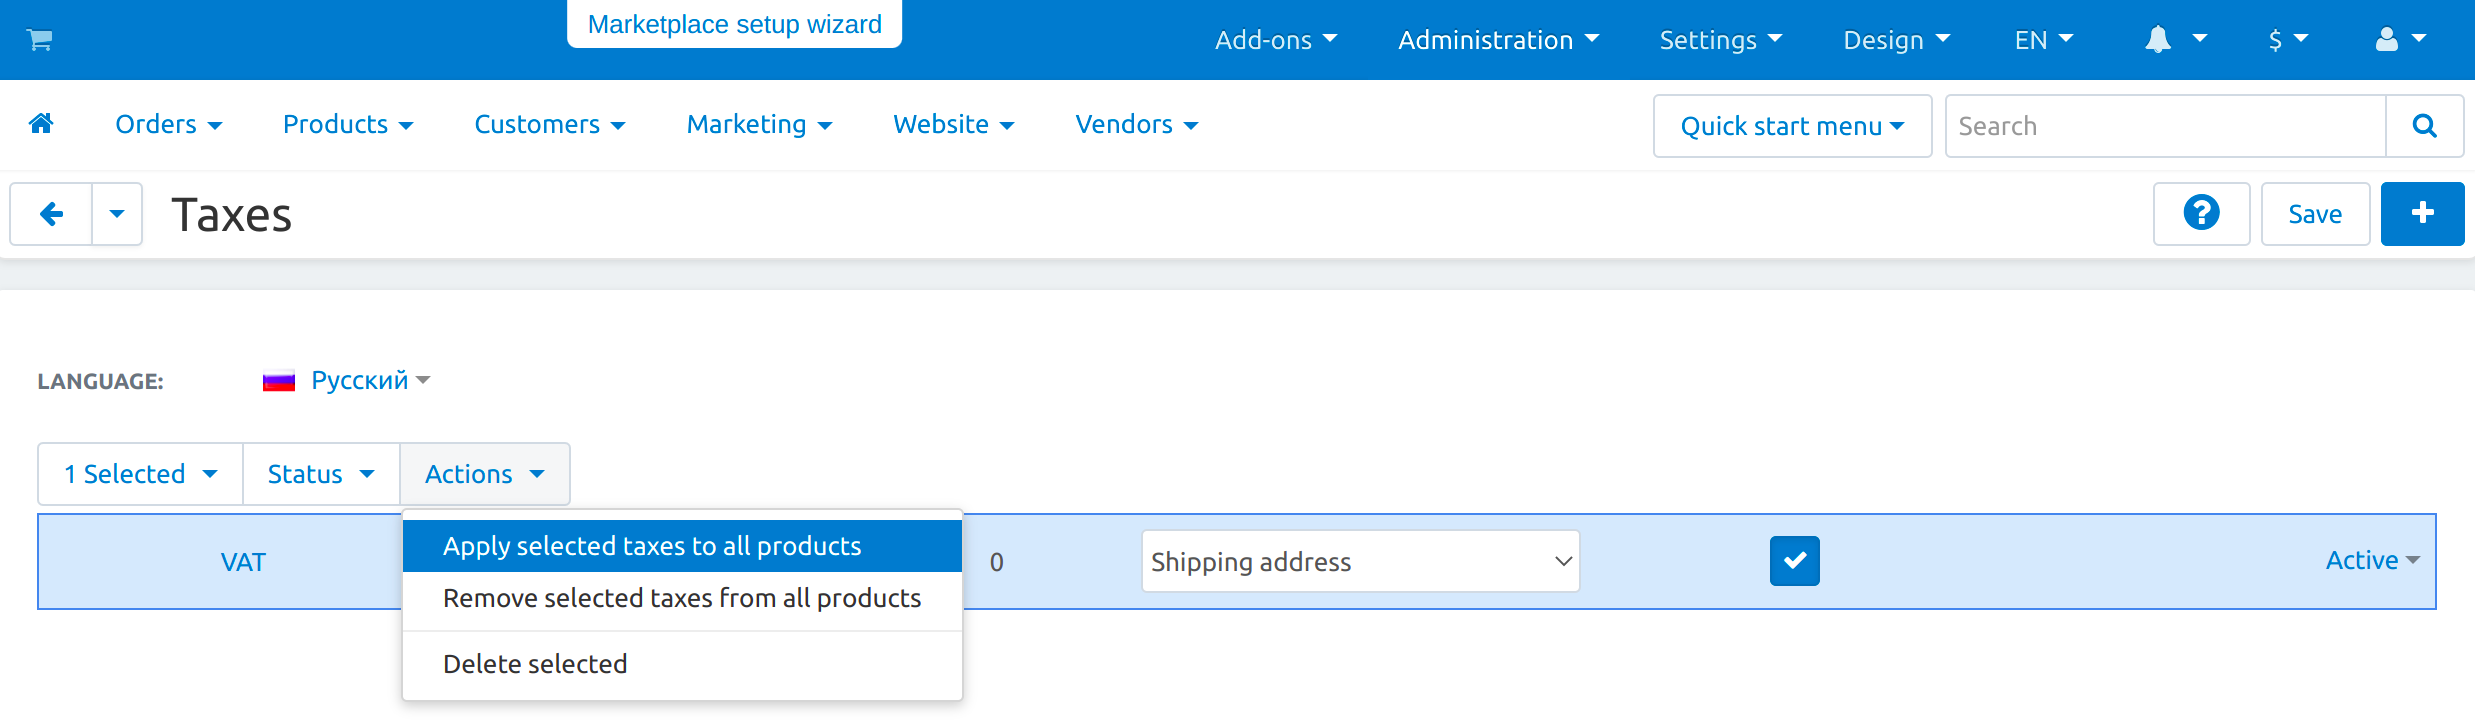 Marketplace setup wizard
Add-ons Administration Settings Design EN $
Orders Products Customers Marketing Website Vendors Quick start menu Search
Taxes Save
LANGUAGE: Русский
1 Selected Status Actions
VAT 0 Shipping address Active
Apply selected taxes to all products
Remove selected taxes from all products
Delete selected